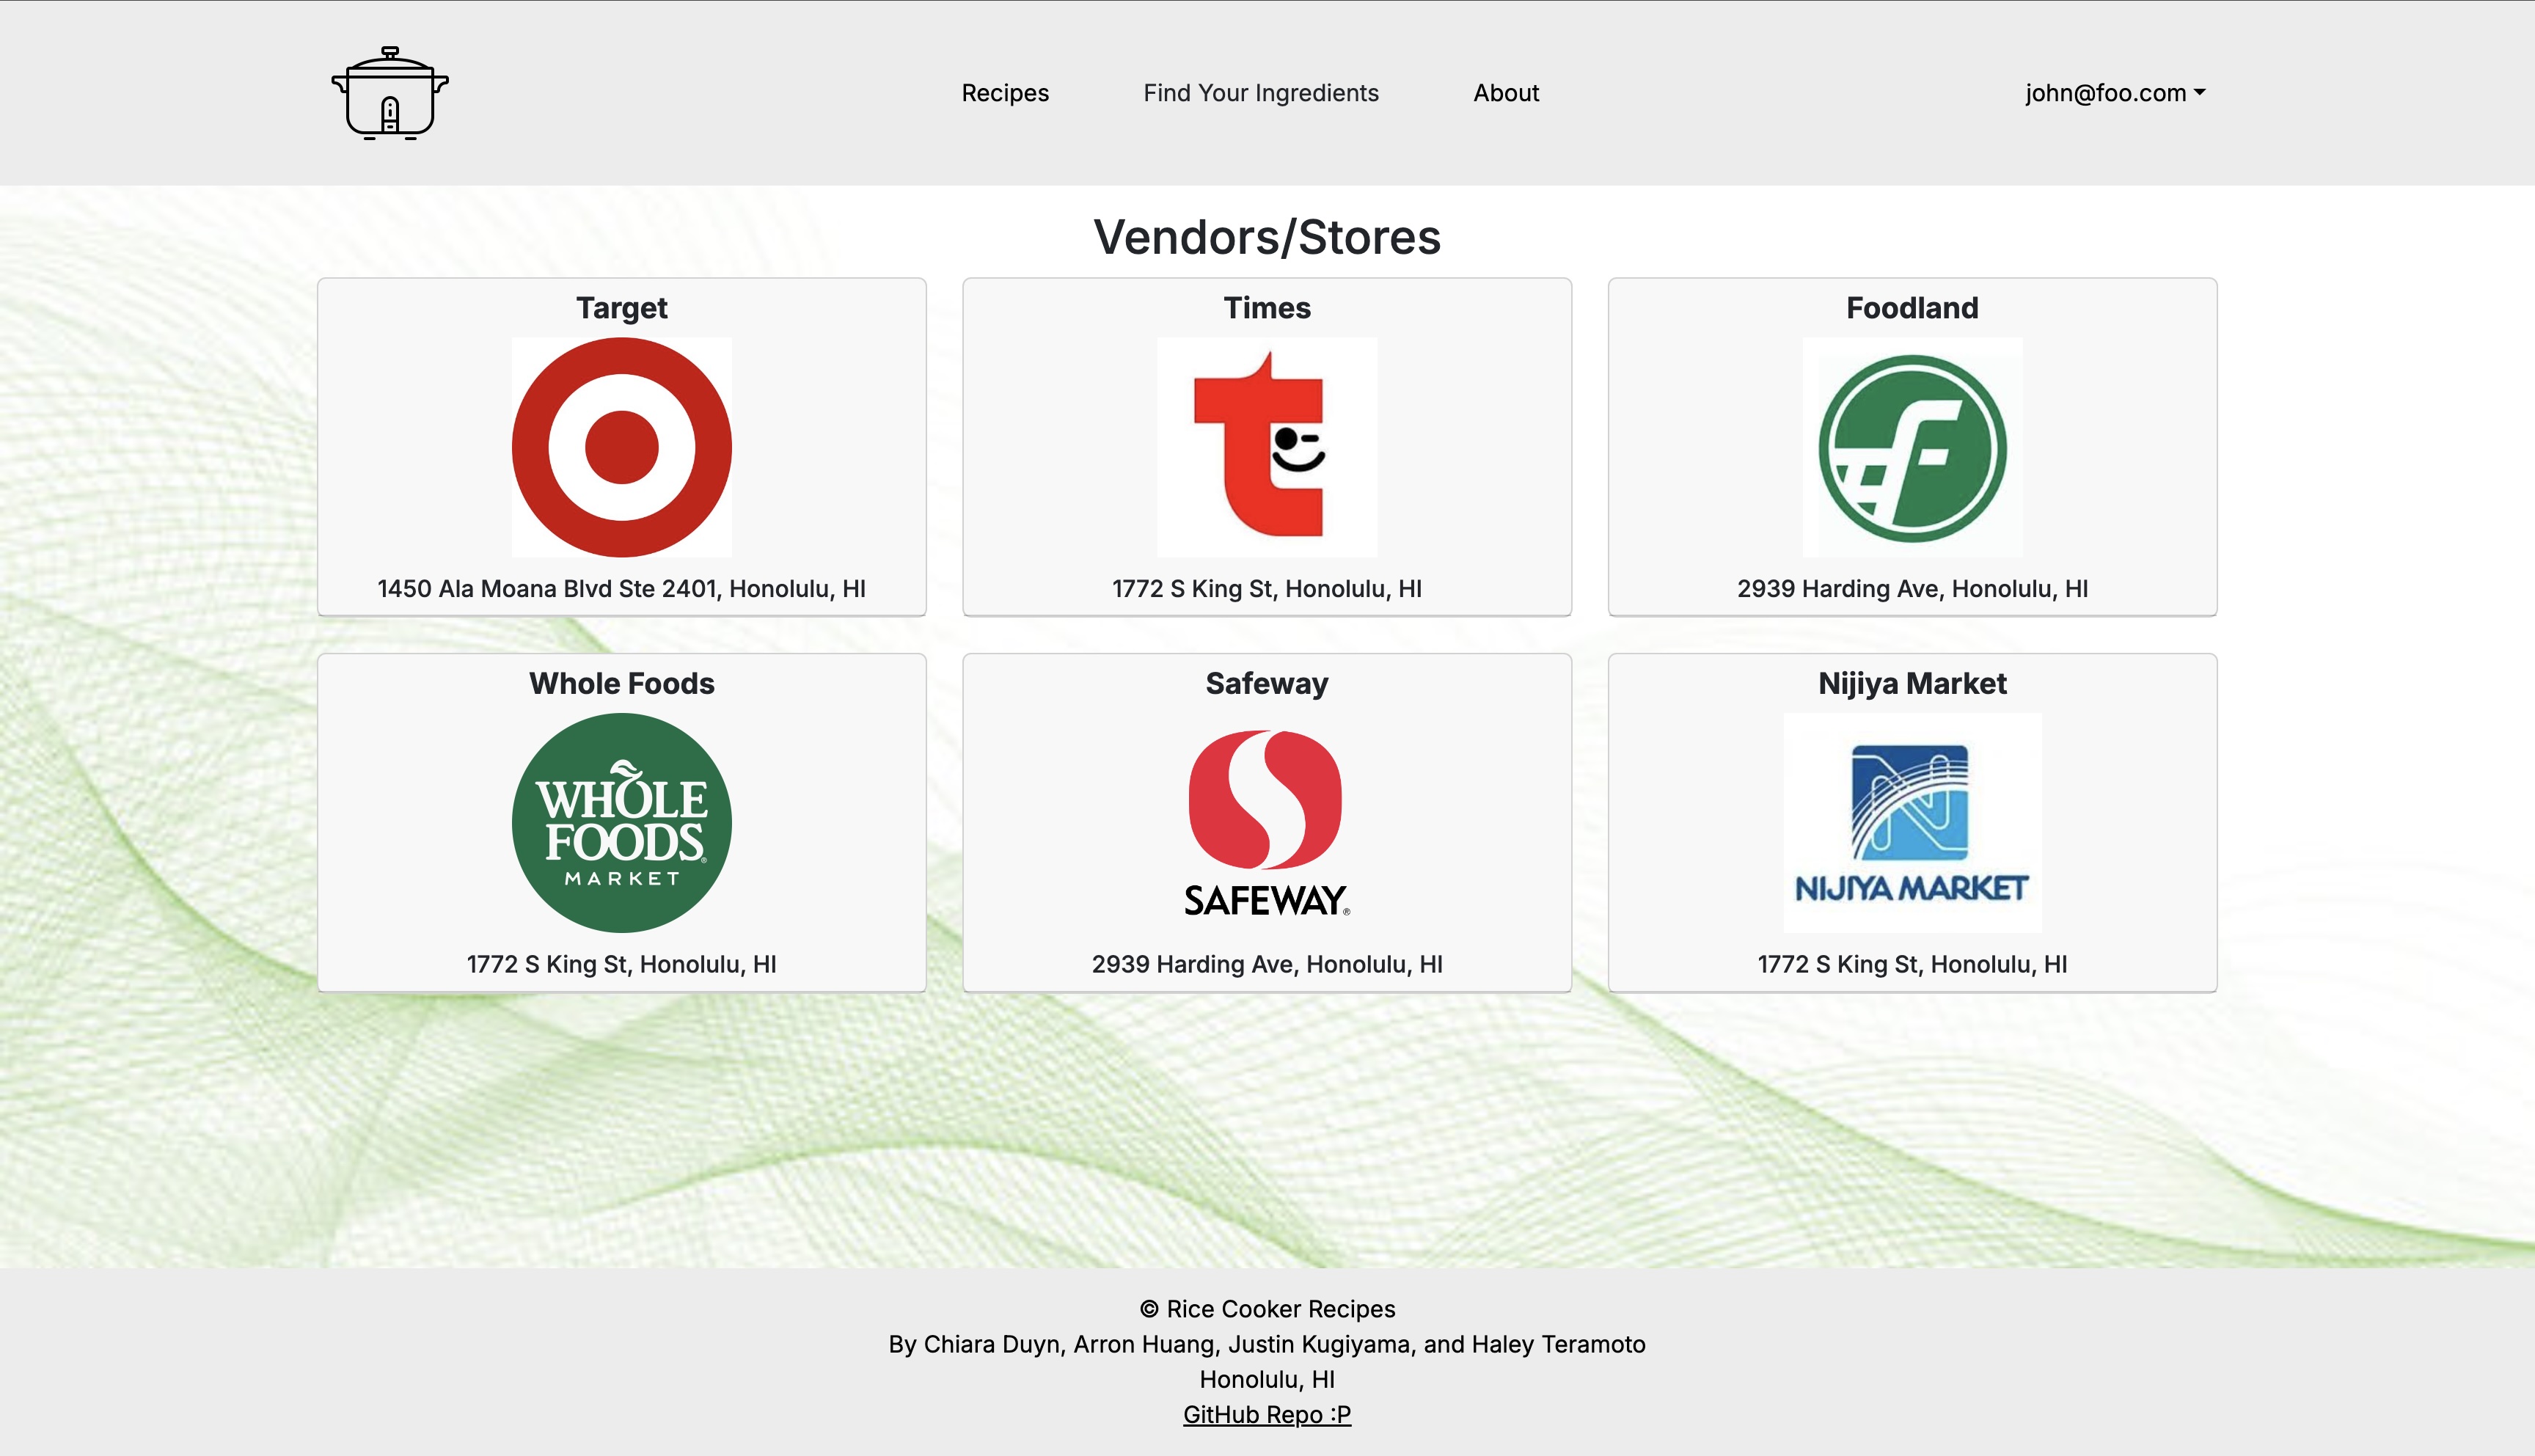 Recipes Find Your Ingredients About john@foo.com
Vendors/Stores
Target
1450 Ala Moana Blvd Ste 2401, Honolulu, HI
Times
1772 S King St, Honolulu, HI
Foodland
2939 Harding Ave, Honolulu, HI
Whole Foods
WHOLE
FOODS®
MARKET
1772 S King St, Honolulu, HI
Safeway
SAFEWAY®
2939 Harding Ave, Honolulu, HI
Nijiya Market
NIJIYA MARKET
1772 S King St, Honolulu, HI
© Rice Cooker Recipes
By Chiara Duyn, Arron Huang, Justin Kugiyama, and Haley Teramoto
Honolulu, HI
GitHub Repo :P